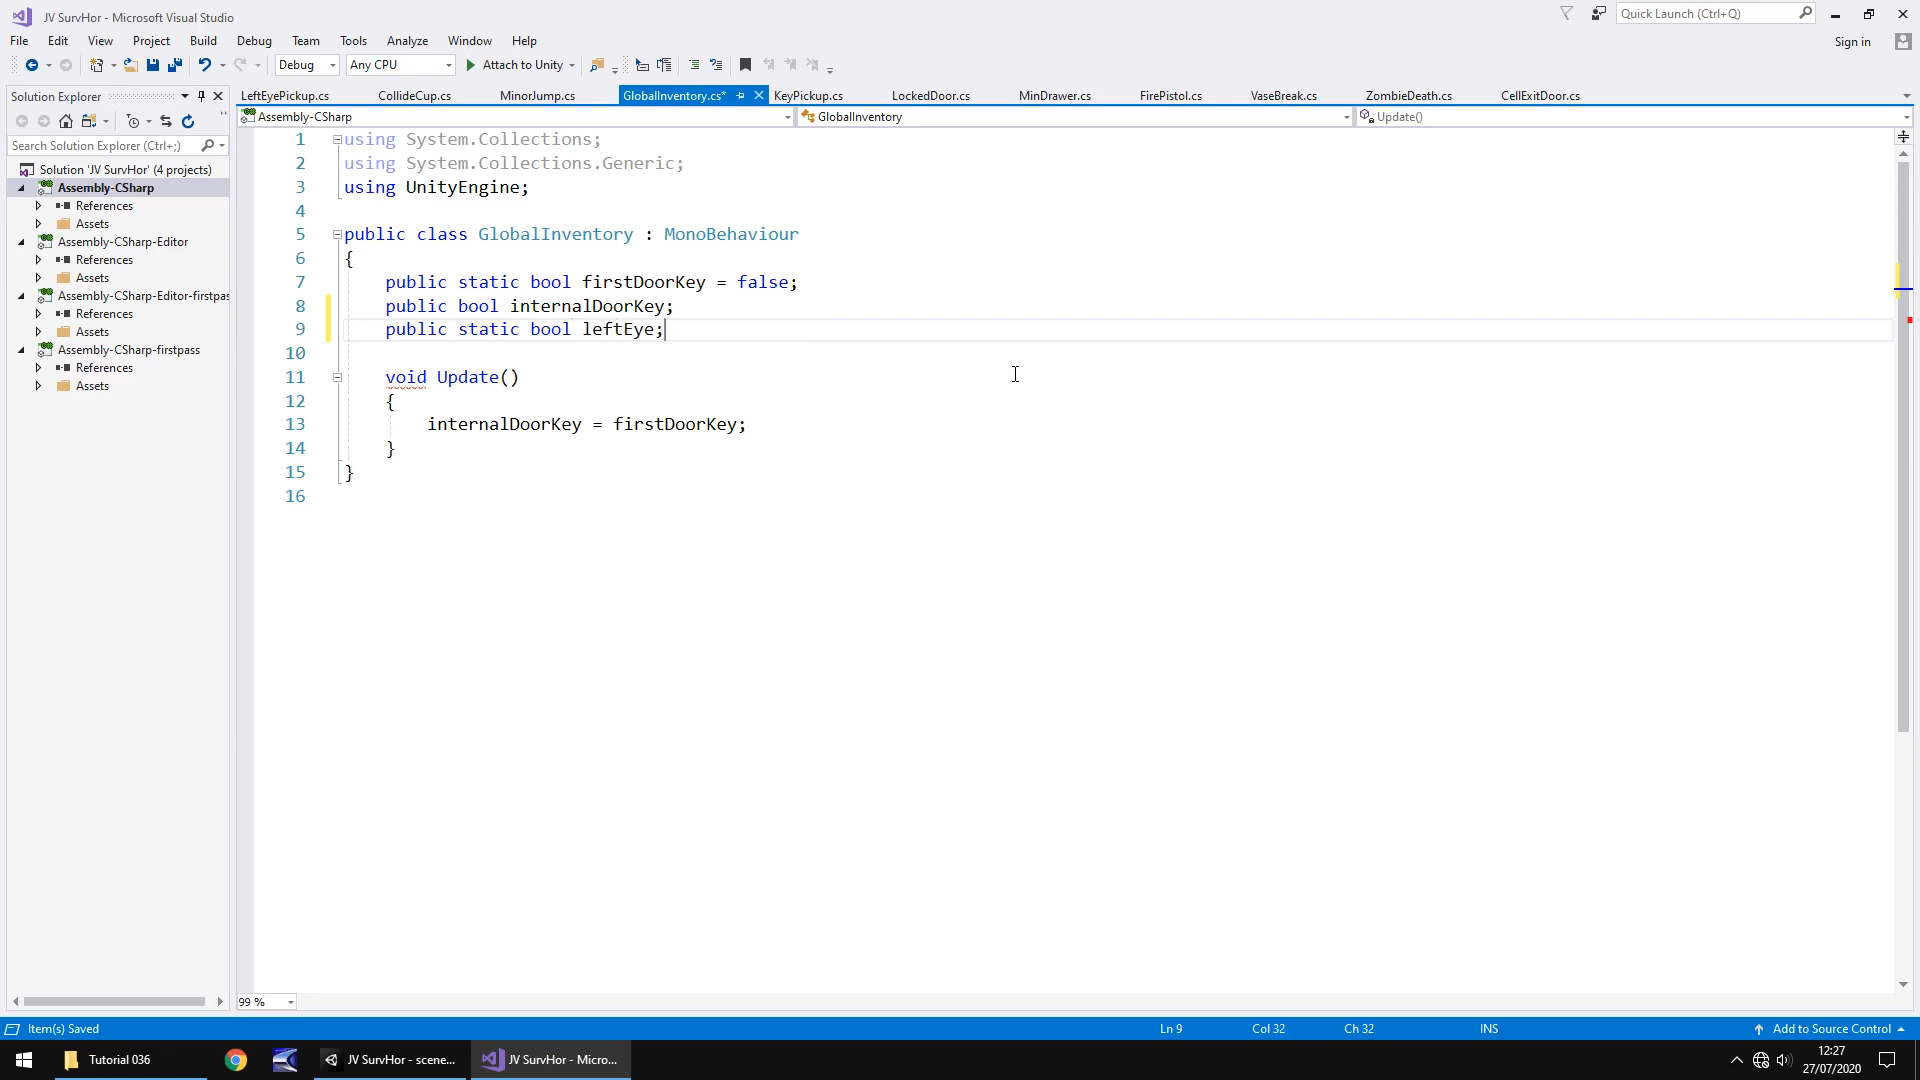 JV SurvHor - Microsoft Visual Studio
Quick Launch (Ctrl+Q)
File Edit View Project Build Debug Team Tools Analyze Window Help
Sign in
Debug Any CPU Attach to Unity
Solution Explorer
LeftEyePickup.cs CollideCup.cs MinorJump.cs GlobalInventory.cs* KeyPickup.cs LockedDoor.cs MinDrawer.cs FirePistol.cs VaseBreak.cs ZombieDeath.cs CellExitDoor.cs
Assembly-CSharp GlobalInventory Update()
Search Solution Explorer (Ctrl+;)
Solution 'JV SurvHor' (4 projects)
Assembly-CSharp
References
Assets
Assembly-CSharp-Editor
References
Assets
Assembly-CSharp-Editor-firstpas
References
Assets
Assembly-CSharp-firstpass
References
Assets
1 using System.Collections;
2 using System.Collections.Generic;
3 using UnityEngine;
4
5 public class GlobalInventory : MonoBehaviour
6 {
7 public static bool firstDoorKey = false;
8 public bool internalDoorKey;
9 public static bool leftEye;
10
11 void Update()
12 {
13 internalDoorKey = firstDoorKey;
14 }
15 }
16
99 %
Item(s) Saved Ln 9 Col 32 Ch 32 INS Add to Source Control
Tutorial 036 JV SurvHor - scene... JV SurvHor - Micro...
12:27
27/07/2020